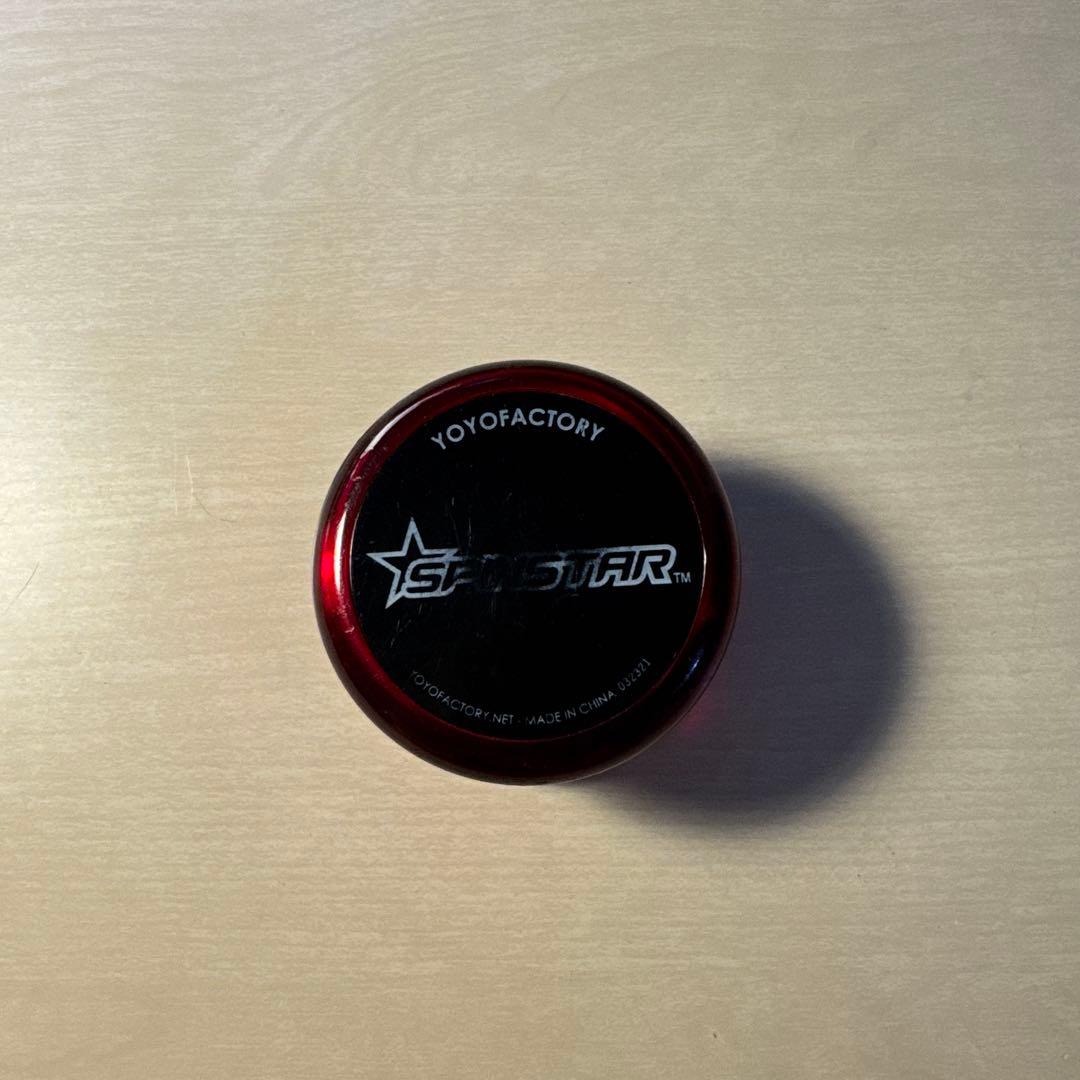 YOYOFACTORY
SPINSTAR™
YOYOFACTORY.NET - MADE IN CHINA 032321